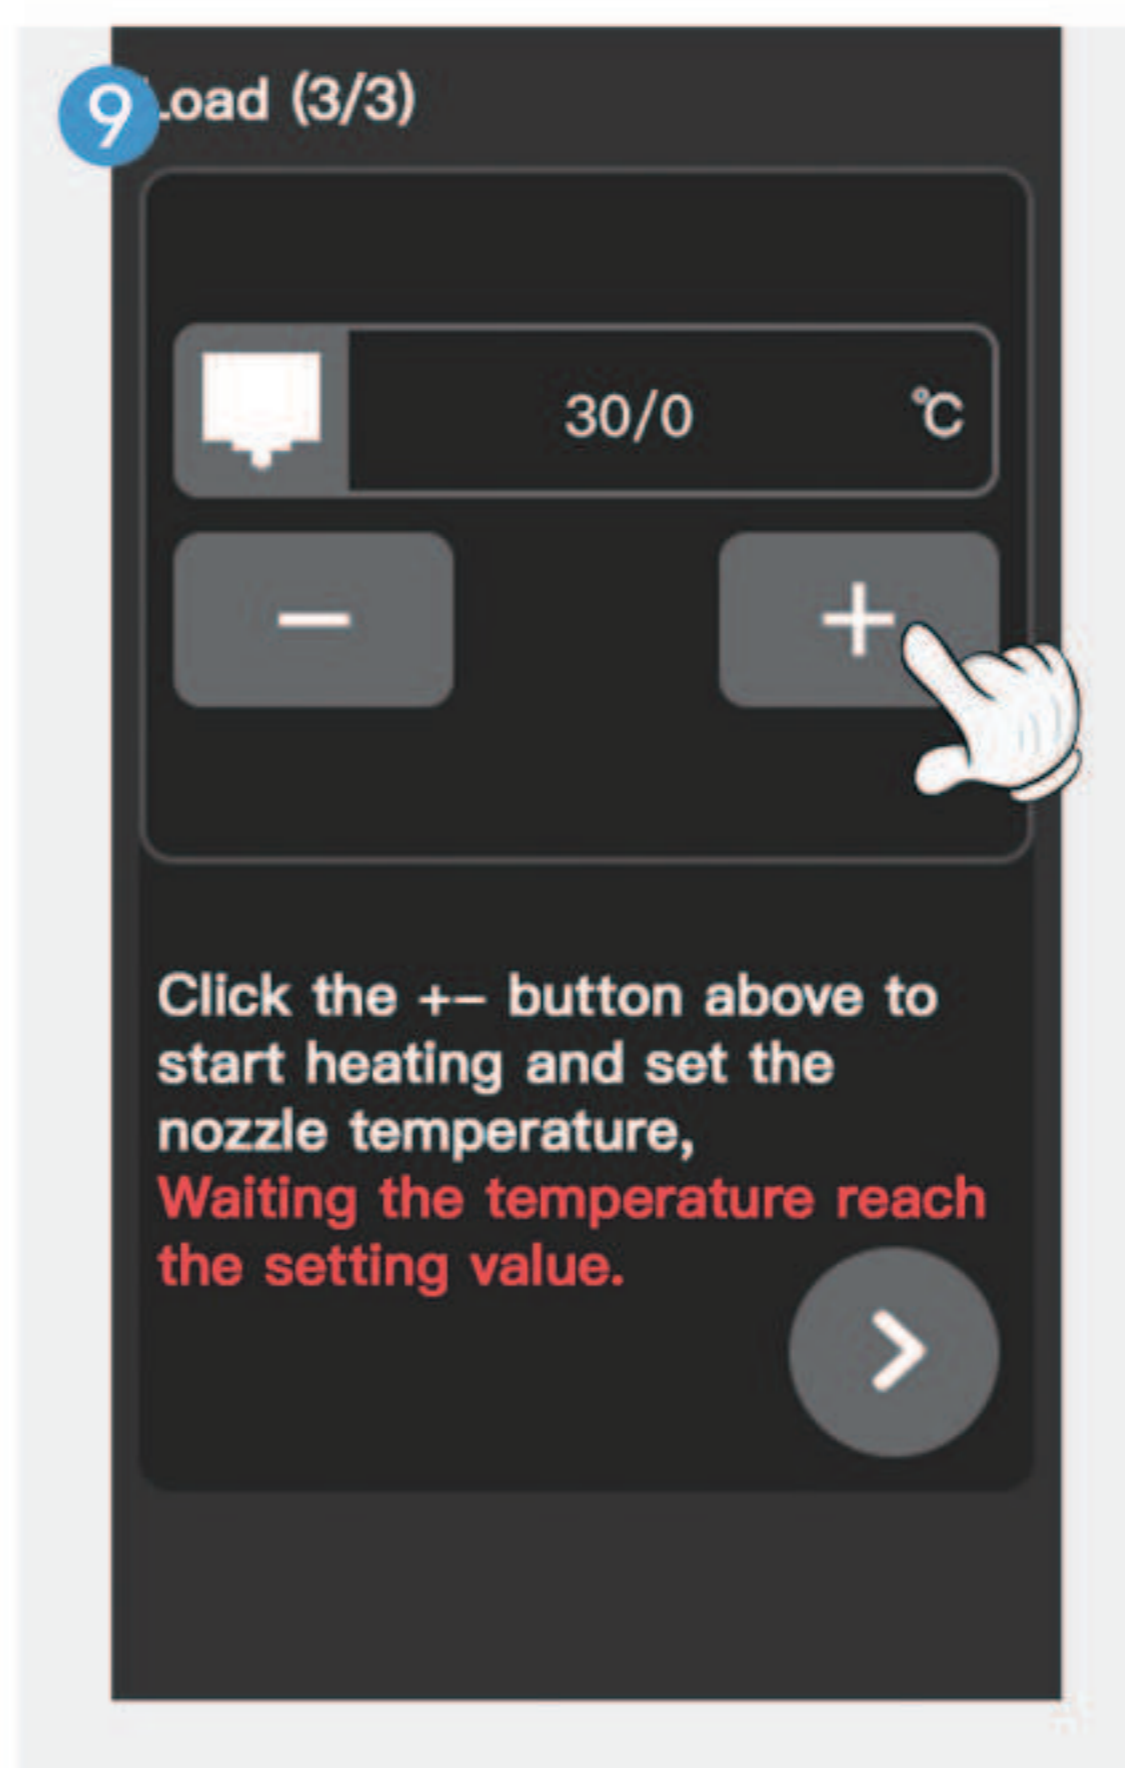 9
Load (3/3)
30/0 ℃
− +
Click the +− button above to
start heating and set the
nozzle temperature,
Waiting the temperature reach
the setting value.